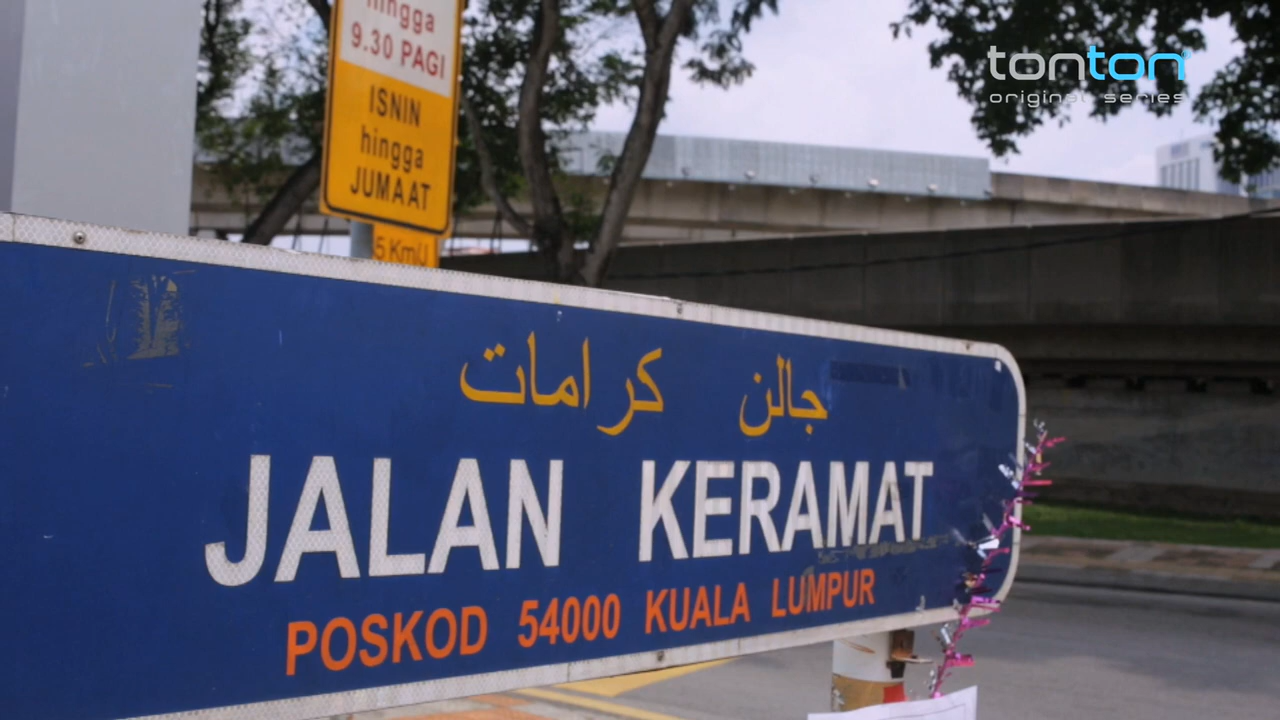 tonton
original series
hingga
9.30 PAGI
ISNIN
hingga
JUMAAT
5 KmJ
جالن کرامات
JALAN KERAMAT
POSKOD 54000 KUALA LUMPUR